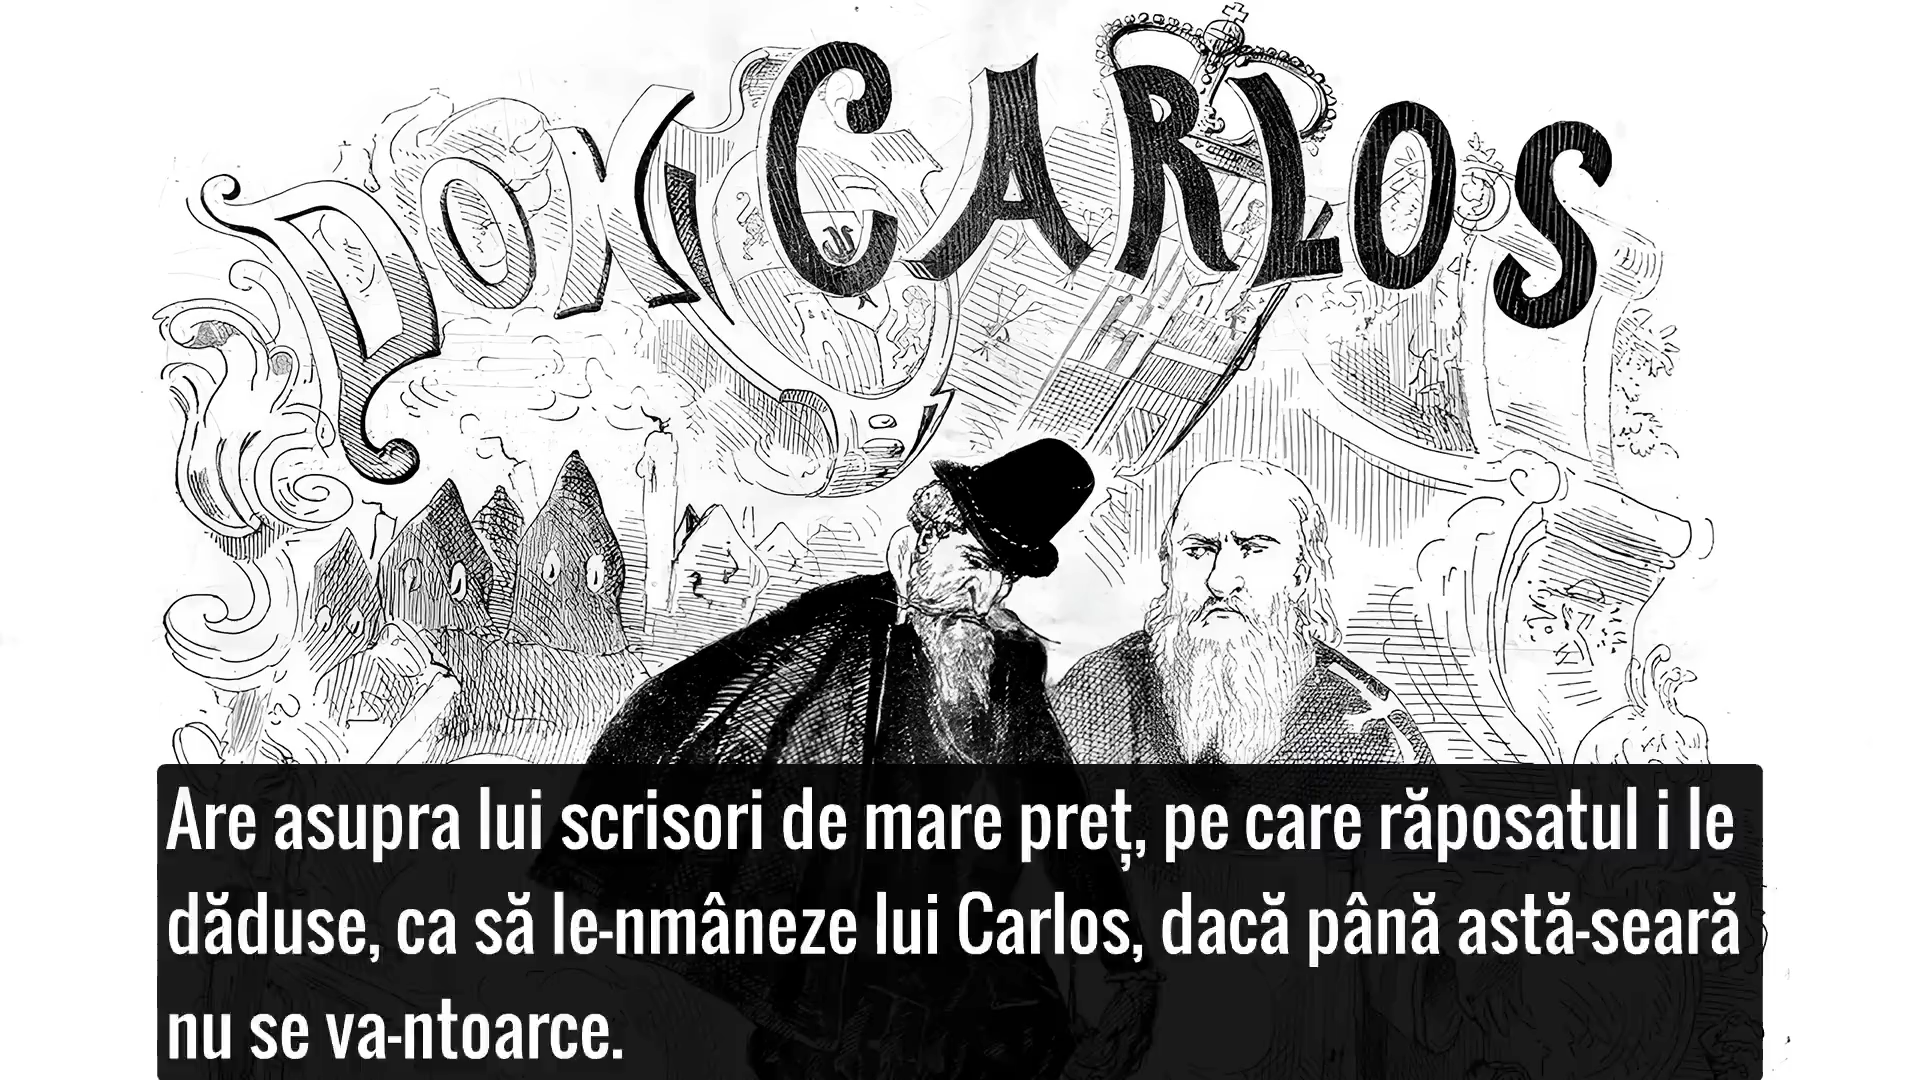 DON CARLOS
Are asupra lui scrisori de mare preț, pe care răposatul i le
dăduse, ca să le-nmâneze lui Carlos, dacă până astă-seară
nu se va-ntoarce.